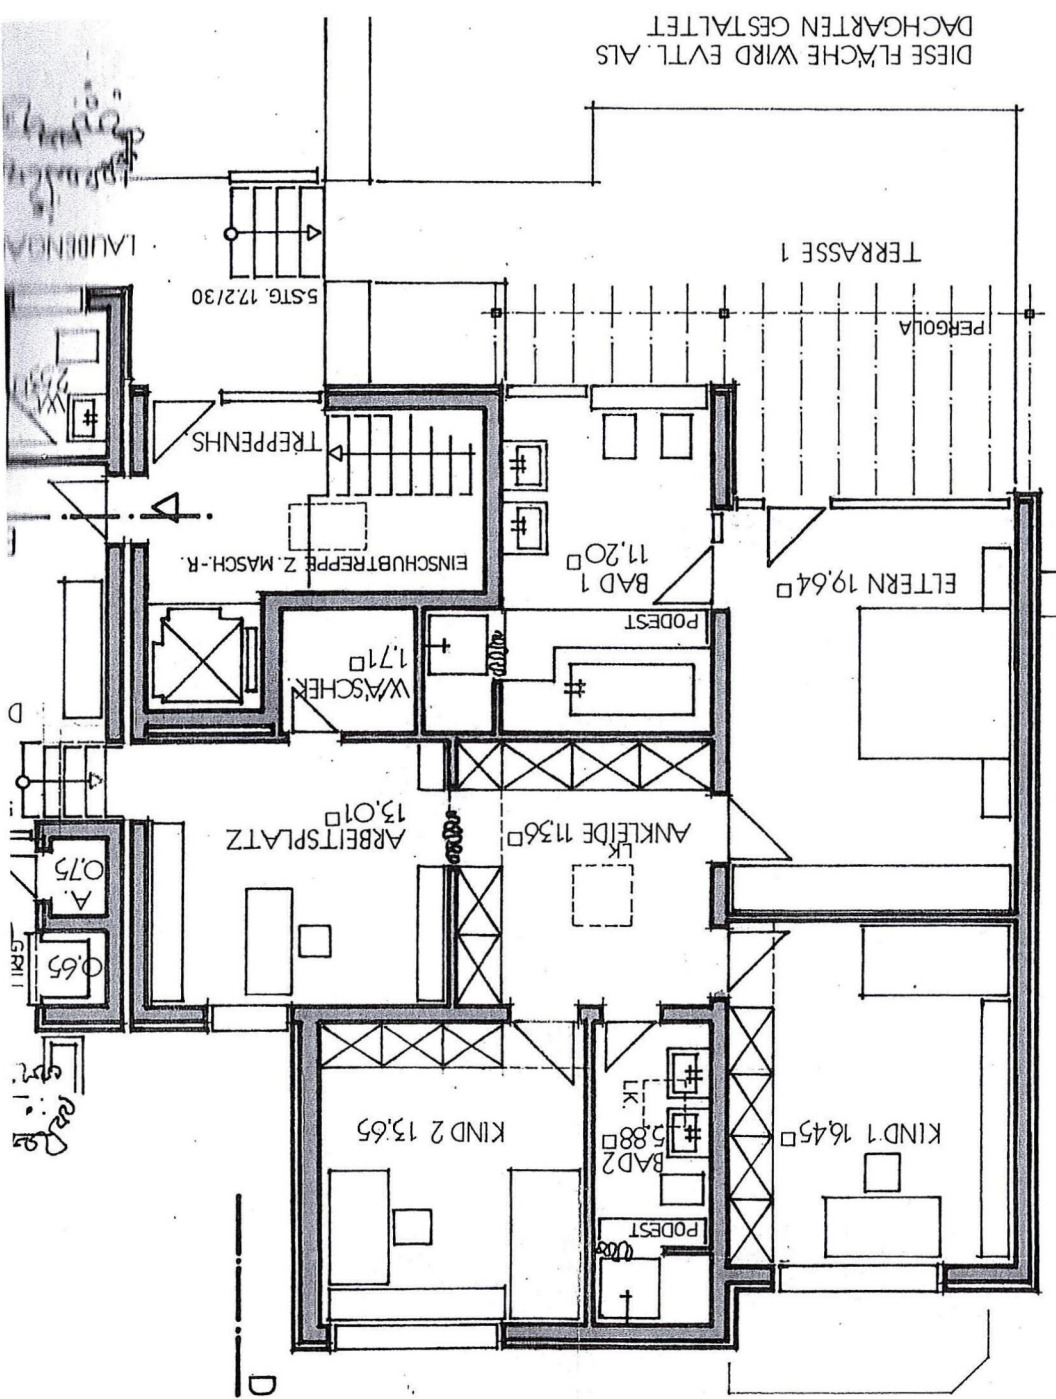 DIESE FLÄCHE WIRD EVTL. ALS
DACHGARTEN GESTALTET
TERRASSE 1
PERGOLA
5.STG. 17.2/30
TREPPENHS.
EINSCHUBTREPPE Z. MASCH.-R.
BAD 1
11,20□
PODEST
ELTERN 19,64□
WÄSCHEK.
1,71□
ARBEITSPLATZ
13,01□
ANKLEIDE 11,36□
LK.
A.
0,75
GRILL
0,65
D
KIND 1 16,45□
BAD2
5,88□
LK.
PODEST
KIND 2 13,65
D